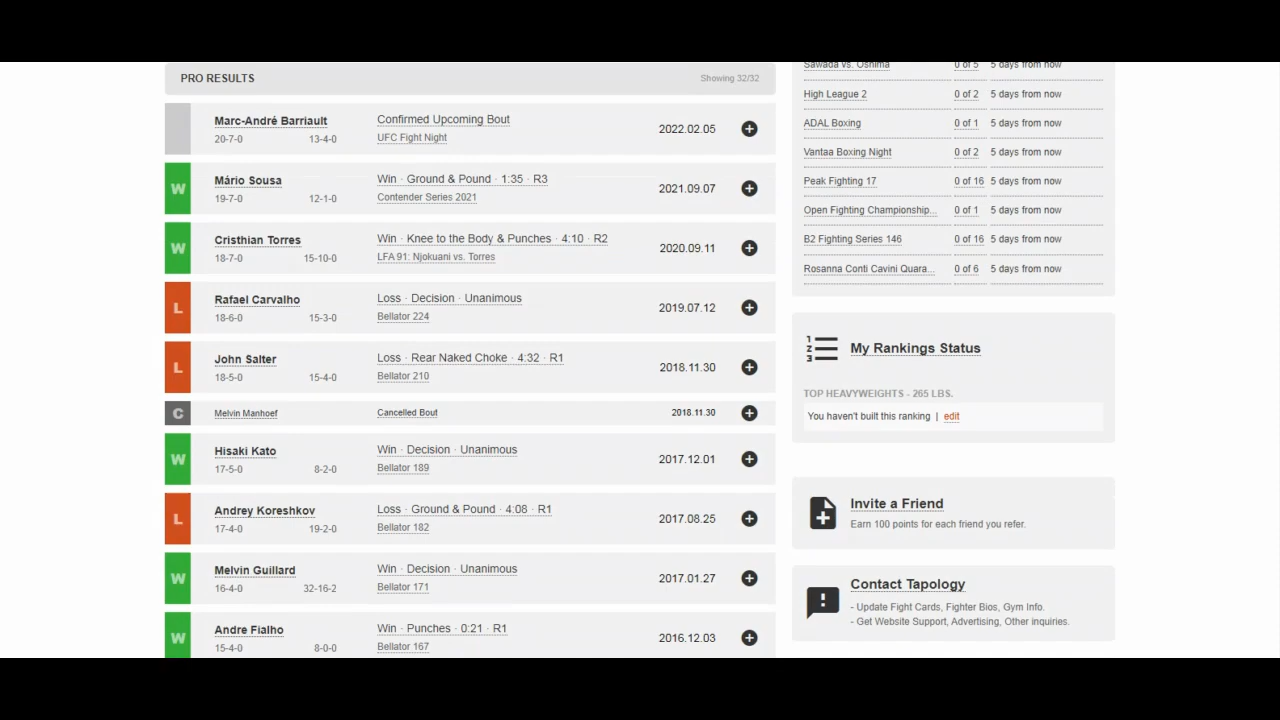 PRO RESULTS
Showing 32/32
Marc-André Barriault
Confirmed Upcoming Bout
20-7-0
13-4-0
UFC Fight Night
2022.02.05
W
Mário Sousa
Win · Ground & Pound · 1:35 · R3
19-7-0
12-1-0
Contender Series 2021
2021.09.07
W
Cristhian Torres
Win · Knee to the Body & Punches · 4:10 · R2
18-7-0
15-10-0
LFA 91: Njokuani vs. Torres
2020.09.11
L
Rafael Carvalho
Loss · Decision · Unanimous
18-6-0
15-3-0
Bellator 224
2019.07.12
L
John Salter
Loss · Rear Naked Choke · 4:32 · R1
18-5-0
15-4-0
Bellator 210
2018.11.30
C
Melvin Manhoef
Cancelled Bout
2018.11.30
W
Hisaki Kato
Win · Decision · Unanimous
17-5-0
8-2-0
Bellator 189
2017.12.01
L
Andrey Koreshkov
Loss · Ground & Pound · 4:08 · R1
17-4-0
19-2-0
Bellator 182
2017.08.25
W
Melvin Guillard
Win · Decision · Unanimous
16-4-0
32-16-2
Bellator 171
2017.01.27
W
Andre Fialho
Win · Punches · 0:21 · R1
15-4-0
8-0-0
Bellator 167
2016.12.03
Sawada vs. Oshima 0 of 5 5 days from now
High League 2 0 of 2 5 days from now
ADAL Boxing 0 of 1 5 days from now
Vantaa Boxing Night 0 of 2 5 days from now
Peak Fighting 17 0 of 16 5 days from now
Open Fighting Championship... 0 of 1 5 days from now
B2 Fighting Series 146 0 of 16 5 days from now
Rosanna Conti Cavini Quara... 0 of 6 5 days from now
1
2
3
My Rankings Status
TOP HEAVYWEIGHTS - 265 LBS.
You haven't built this ranking | edit
Invite a Friend
Earn 100 points for each friend you refer.
Contact Tapology
- Update Fight Cards, Fighter Bios, Gym Info.
- Get Website Support, Advertising, Other inquiries.